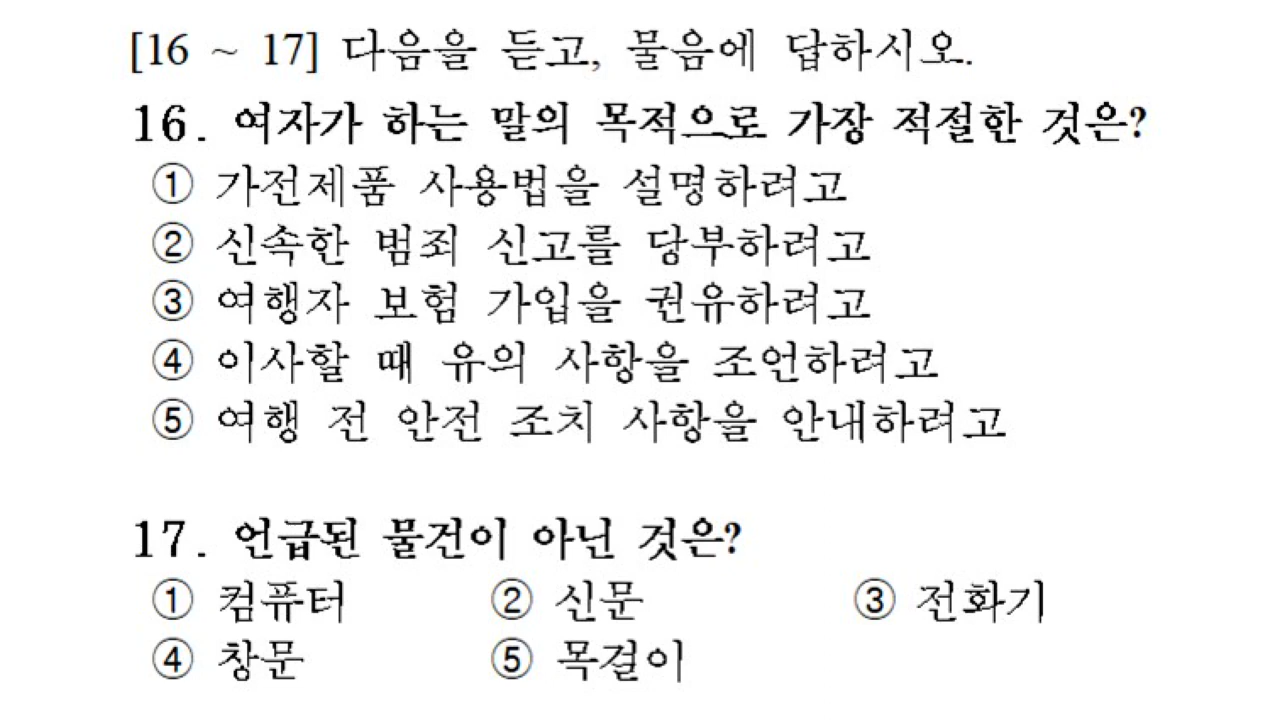 [16 ~ 17] 다음을 듣고, 물음에 답하시오.
16. 여자가 하는 말의 목적으로 가장 적절한 것은?
① 가전제품 사용법을 설명하려고
② 신속한 범죄 신고를 당부하려고
③ 여행자 보험 가입을 권유하려고
④ 이사할 때 유의 사항을 조언하려고
⑤ 여행 전 안전 조치 사항을 안내하려고
17. 언급된 물건이 아닌 것은?
① 컴퓨터 ② 신문 ③ 전화기
④ 창문 ⑤ 목걸이